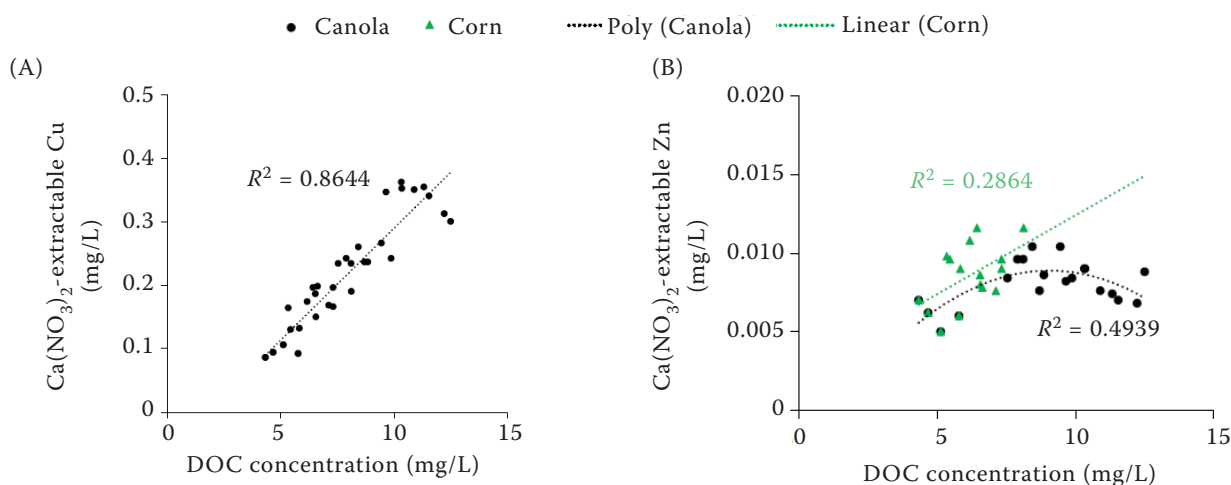 Canola Corn Poly (Canola) Linear (Corn)
(A)
0.5
0.4
0.3
0.2
0.1
0
Ca(NO3)2-extractable Cu
(mg/L)
R² = 0.8644
0 5 10 15
DOC concentration (mg/L)
(B)
0.020
0.015
0.010
0.005
0
Ca(NO3)2-extractable Zn
(mg/L)
R² = 0.2864
R² = 0.4939
0 5 10 15
DOC concentration (mg/L)